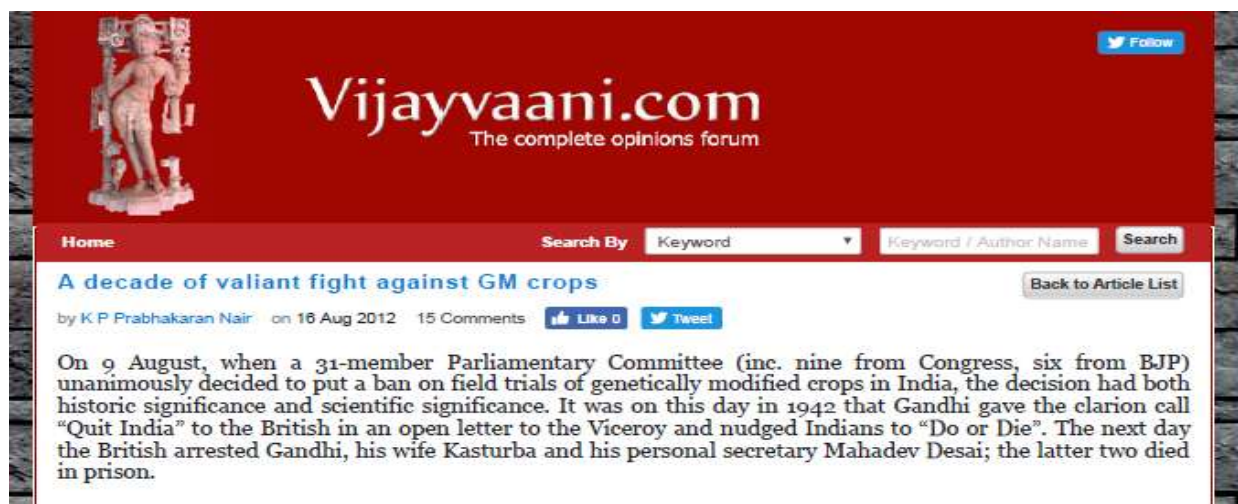 Follow
Vijayvaani.com
The complete opinions forum
Home Search By Keyword Keyword / Author Name Search
A decade of valiant fight against GM crops Back to Article List
by K P Prabhakaran Nair on 16 Aug 2012 15 Comments Like 0 Tweet
On 9 August, when a 31-member Parliamentary Committee (inc. nine from Congress, six from BJP)
unanimously decided to put a ban on field trials of genetically modified crops in India, the decision had both
historic significance and scientific significance. It was on this day in 1942 that Gandhi gave the clarion call
“Quit India” to the British in an open letter to the Viceroy and nudged Indians to “Do or Die”. The next day
the British arrested Gandhi, his wife Kasturba and his personal secretary Mahadev Desai; the latter two died
in prison.